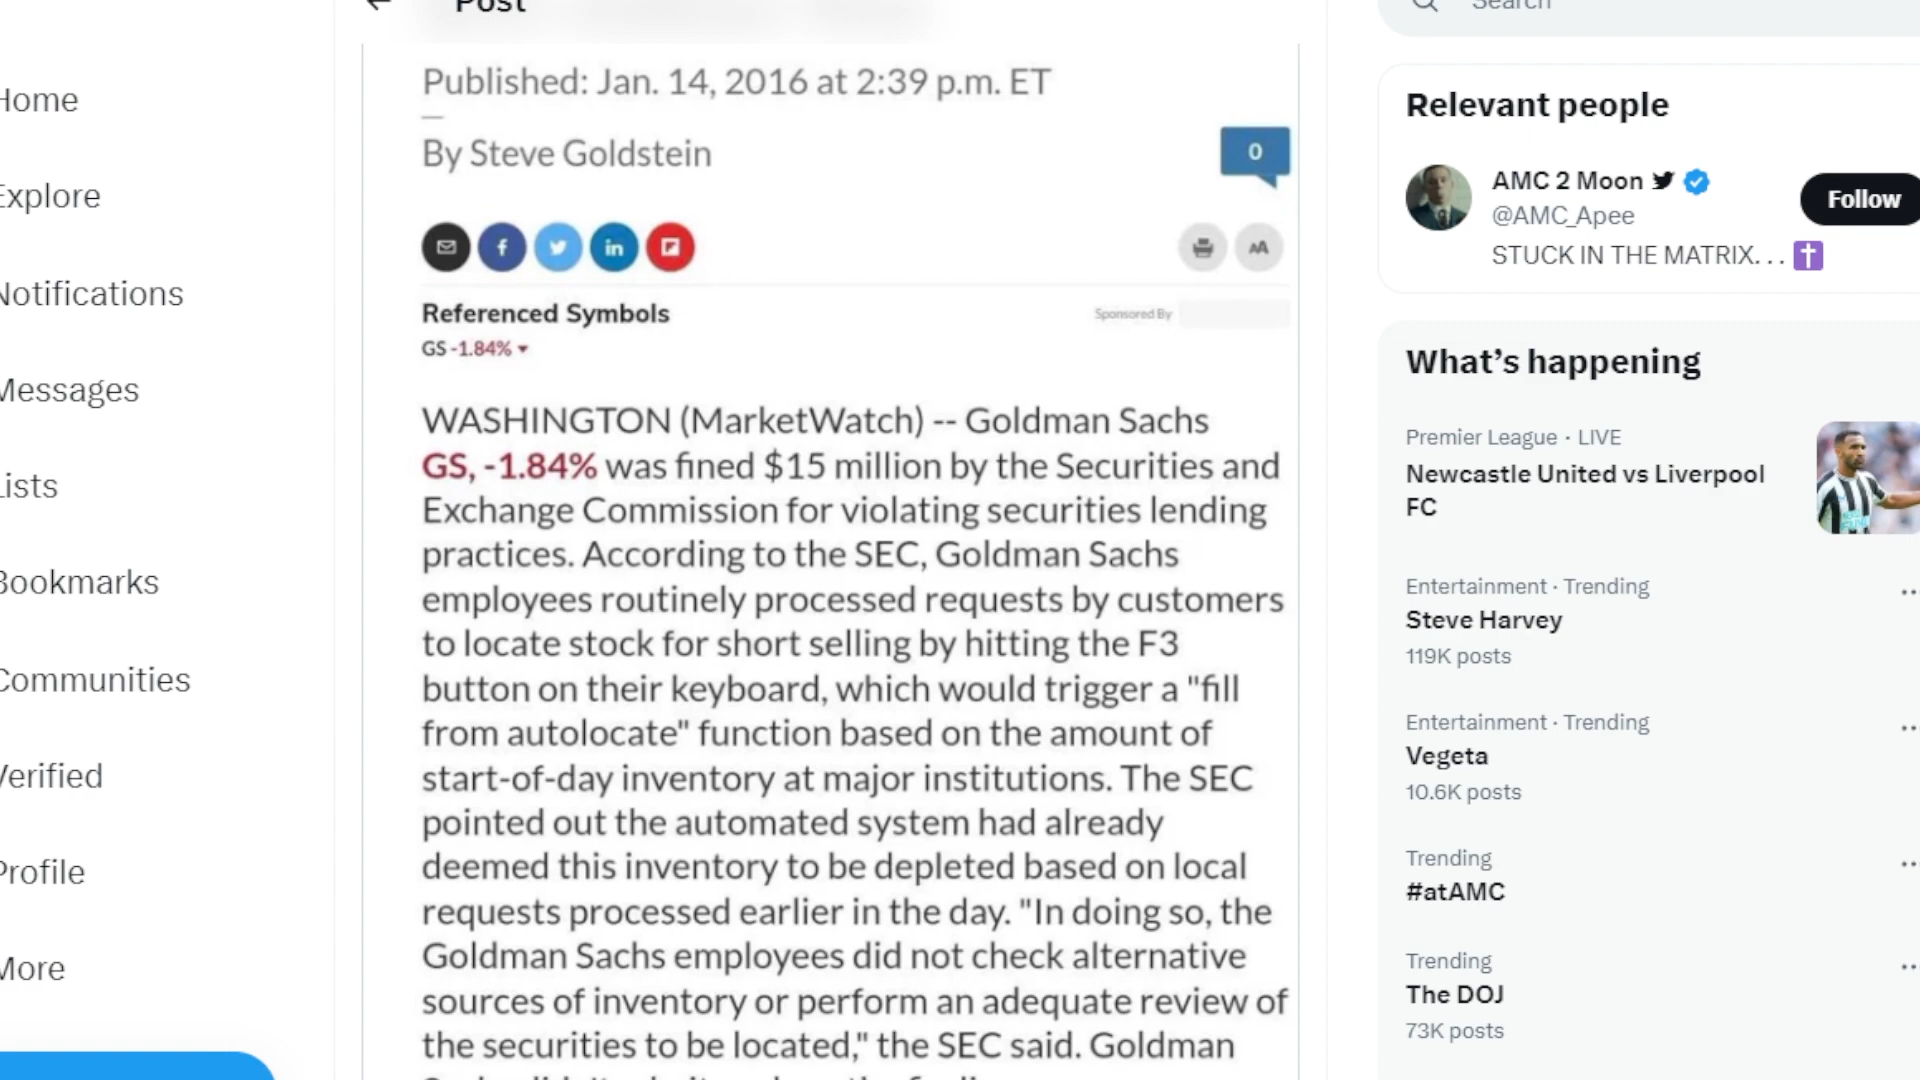 Post
Search
Home
Explore
Notifications
Messages
Lists
Bookmarks
Communities
Verified
Profile
More
Published: Jan. 14, 2016 at 2:39 p.m. ET
By Steve Goldstein
0
Referenced Symbols
Sponsored By
GS -1.84%
WASHINGTON (MarketWatch) -- Goldman Sachs
GS, -1.84% was fined $15 million by the Securities and
Exchange Commission for violating securities lending
practices. According to the SEC, Goldman Sachs
employees routinely processed requests by customers
to locate stock for short selling by hitting the F3
button on their keyboard, which would trigger a "fill
from autolocate" function based on the amount of
start-of-day inventory at major institutions. The SEC
pointed out the automated system had already
deemed this inventory to be depleted based on local
requests processed earlier in the day. "In doing so, the
Goldman Sachs employees did not check alternative
sources of inventory or perform an adequate review of
the securities to be located," the SEC said. Goldman
Relevant people
AMC 2 Moon
@AMC_Apee
Follow
STUCK IN THE MATRIX. . .
What's happening
Premier League · LIVE
Newcastle United vs Liverpool
FC
Entertainment · Trending
Steve Harvey
119K posts
Entertainment · Trending
Vegeta
10.6K posts
Trending
#atAMC
Trending
The DOJ
73K posts